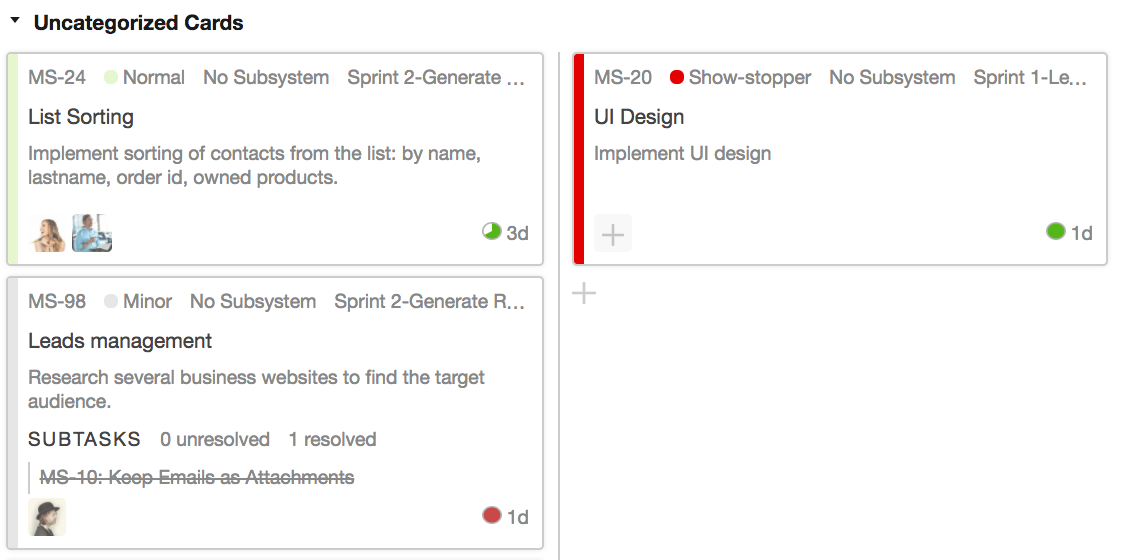 Uncategorized Cards
MS-24 Normal No Subsystem Sprint 2-Generate ...
List Sorting
Implement sorting of contacts from the list: by name,
lastname, order id, owned products.
3d
MS-98 Minor No Subsystem Sprint 2-Generate R...
Leads management
Research several business websites to find the target
audience.
SUBTASKS 0 unresolved 1 resolved
MS-10: Keep Emails as Attachments
1d
MS-20 Show-stopper No Subsystem Sprint 1-Le...
UI Design
Implement UI design
1d